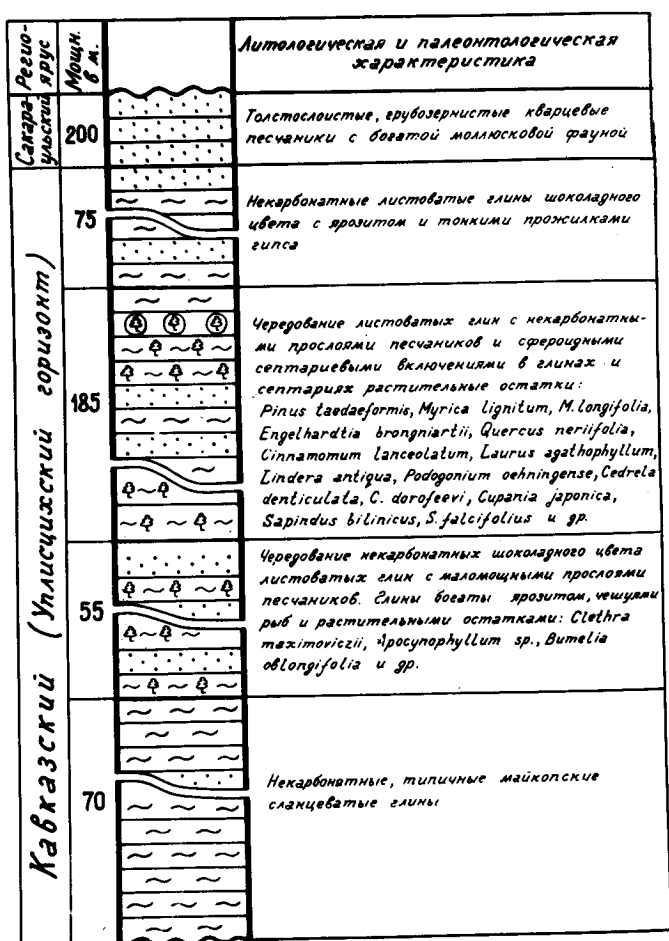 Регио-
ярус
Мощн.
в м.
Литологическая и палеонтологическая
характеристика
Сакара-
ульский
200
Толстослоистые, грубозернистые кварцевые
песчаники с богатой моллюсковой фауной
Кавказский (Уплисцихский горизонт)
75
Некарбонатные листоватые глины шоколадного
цвета с ярозитом и тонкими прожилками
гипса
185
Чередование листоватых глин с некарбонатны-
ми прослоями песчаников и сфероидными
септариевыми включениями в глинах и
септариях растительные остатки:
Pinus taedaeformis, Myrica lignitum, M. longifolia,
Engelhardtia brongniartii, Quercus neriifolia,
Cinnamomum lanceolatum, Laurus agathophyllum,
Lindera antiqua, Podogonium oehningense, Cedrela
denticulata, C. dorofeevi, Cupania japonica,
Sapindus bilinicus, S. falcifolius и др.
55
Чередование некарбонатных шоколадного цвета
листоватых глин с маломощными прослоями
песчаников. Глины богаты ярозитом, чешуями
рыб и растительными остатками: Clethra
maximoviczii, Apocynophyllum sp., Bumelia
oblongifolia и др.
70
Некарбонатные, типичные майкопские
сланцеватые глины